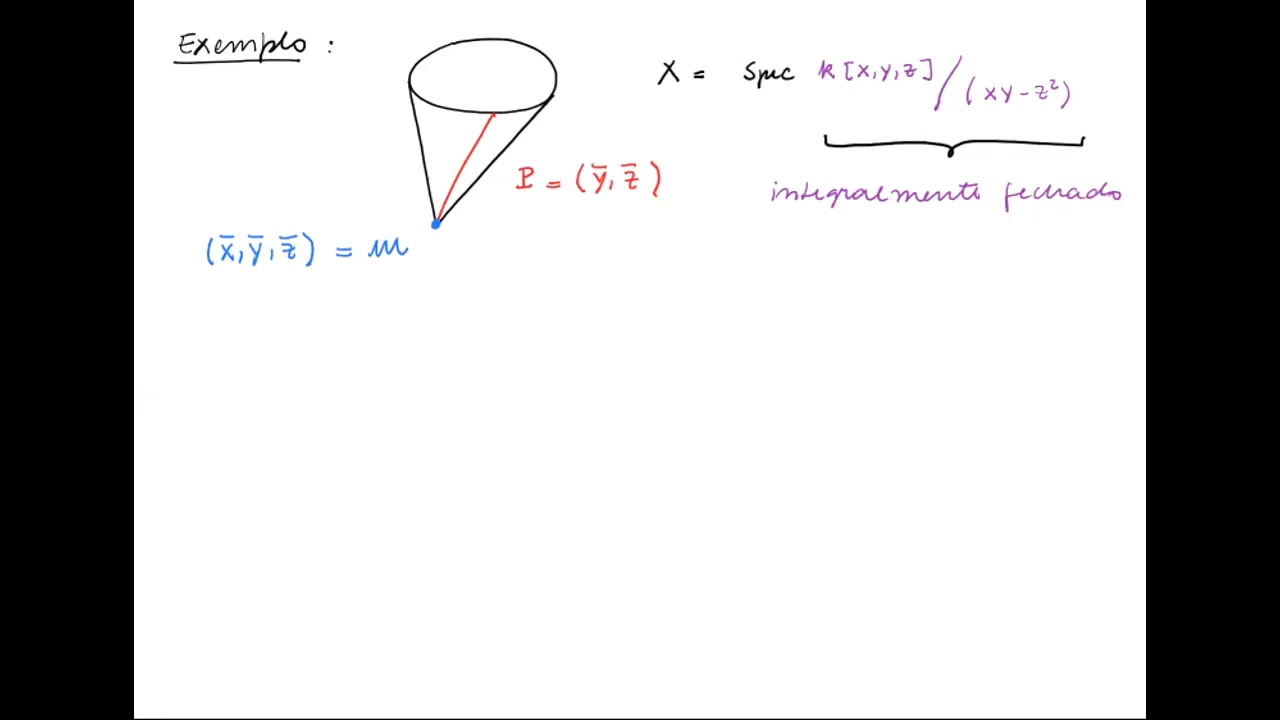 Exemplo :
X = Spec k[x,y,z]/(xy-z²)
P = (ȳ, z̄)
integralmente fechado
(x̄,ȳ,z̄) = m